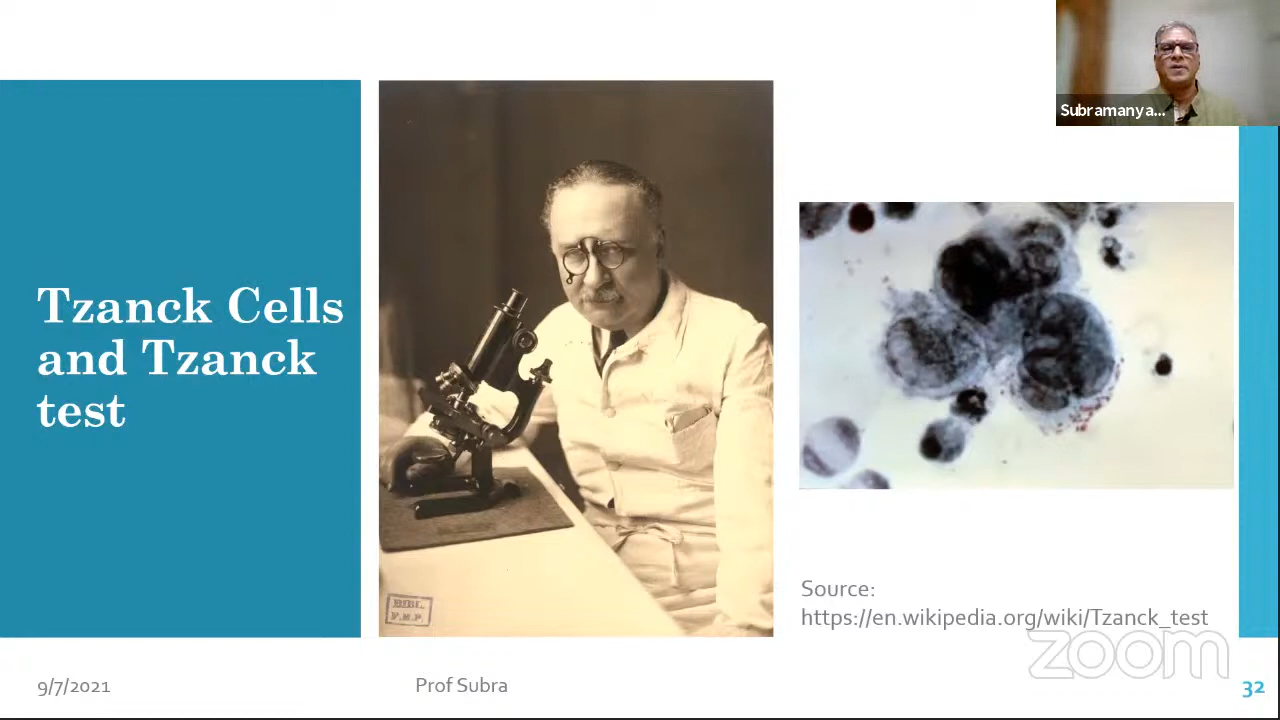 Subramanya...
Tzanck Cells
and Tzanck
test
BIBL.
F.M.P.
Source:
https://en.wikipedia.org/wiki/Tzanck_test
zoom
9/7/2021
Prof Subra
32